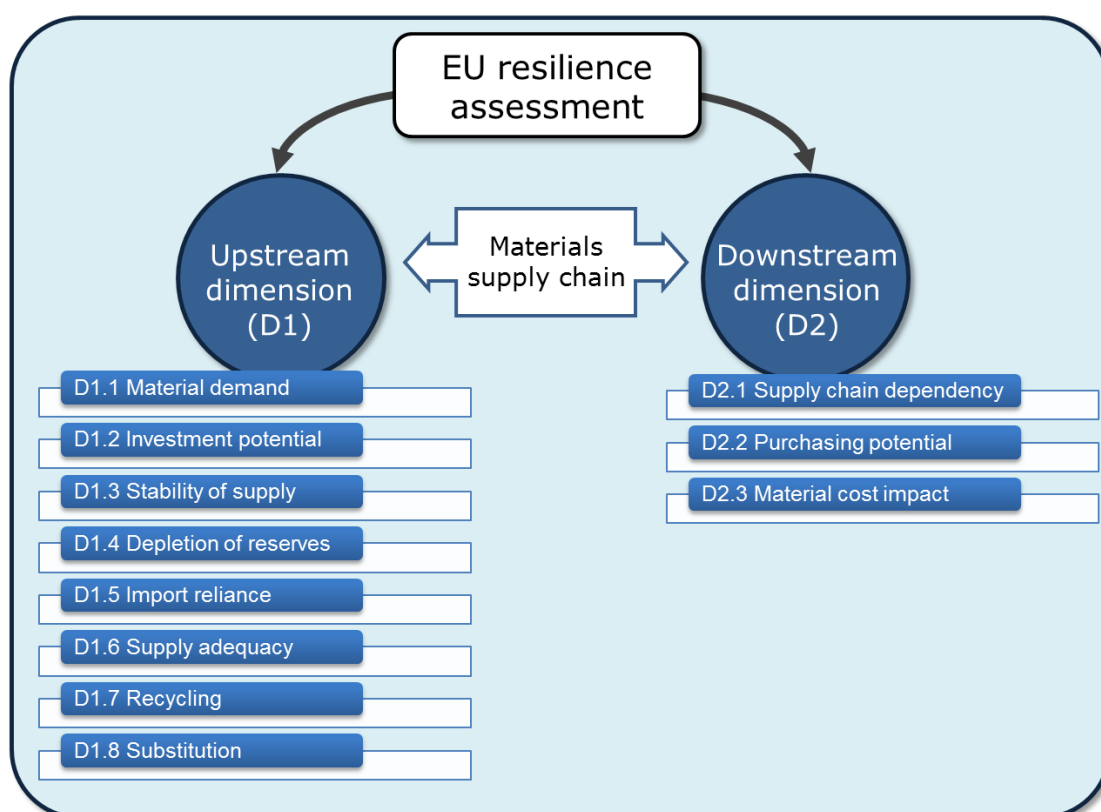 EU resilience
assessment
Upstream
dimension
(D1)
Materials
supply chain
Downstream
dimension
(D2)
D1.1 Material demand
D1.2 Investment potential
D1.3 Stability of supply
D1.4 Depletion of reserves
D1.5 Import reliance
D1.6 Supply adequacy
D1.7 Recycling
D1.8 Substitution
D2.1 Supply chain dependency
D2.2 Purchasing potential
D2.3 Material cost impact